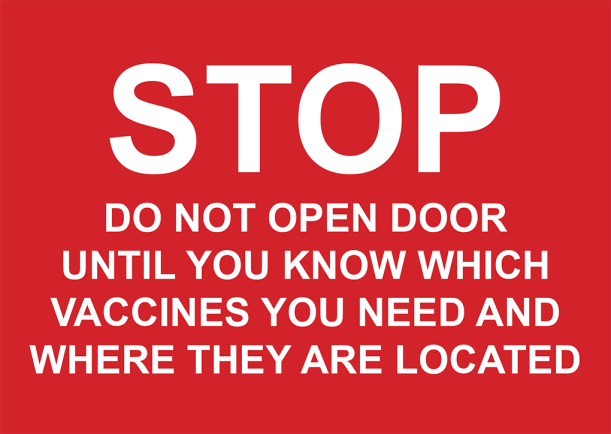 STOP
DO NOT OPEN DOOR
UNTIL YOU KNOW WHICH
VACCINES YOU NEED AND
WHERE THEY ARE LOCATED